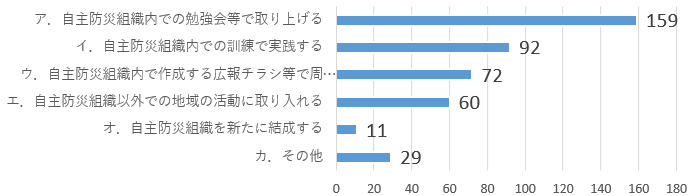 ア．自主防災組織内での勉強会等で取り上げる 159
イ．自主防災組織内での訓練で実践する 92
ウ．自主防災組織内で作成する広報チラシ等で周… 72
エ．自主防災組織以外での地域の活動に取り入れる 60
オ．自主防災組織を新たに結成する 11
カ．その他 29
0 20 40 60 80 100 120 140 160 180